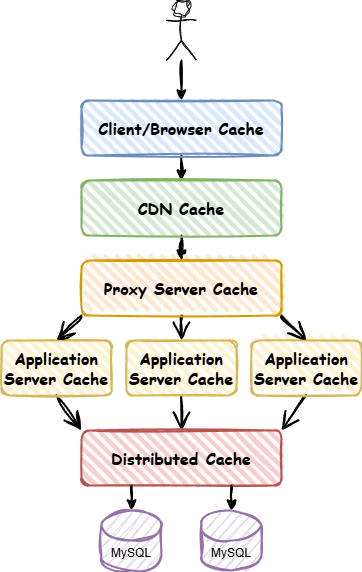 Client/Browser Cache
CDN Cache
Proxy Server Cache
Application
Server Cache
Application
Server Cache
Application
Server Cache
Distributed Cache
MySQL
MySQL